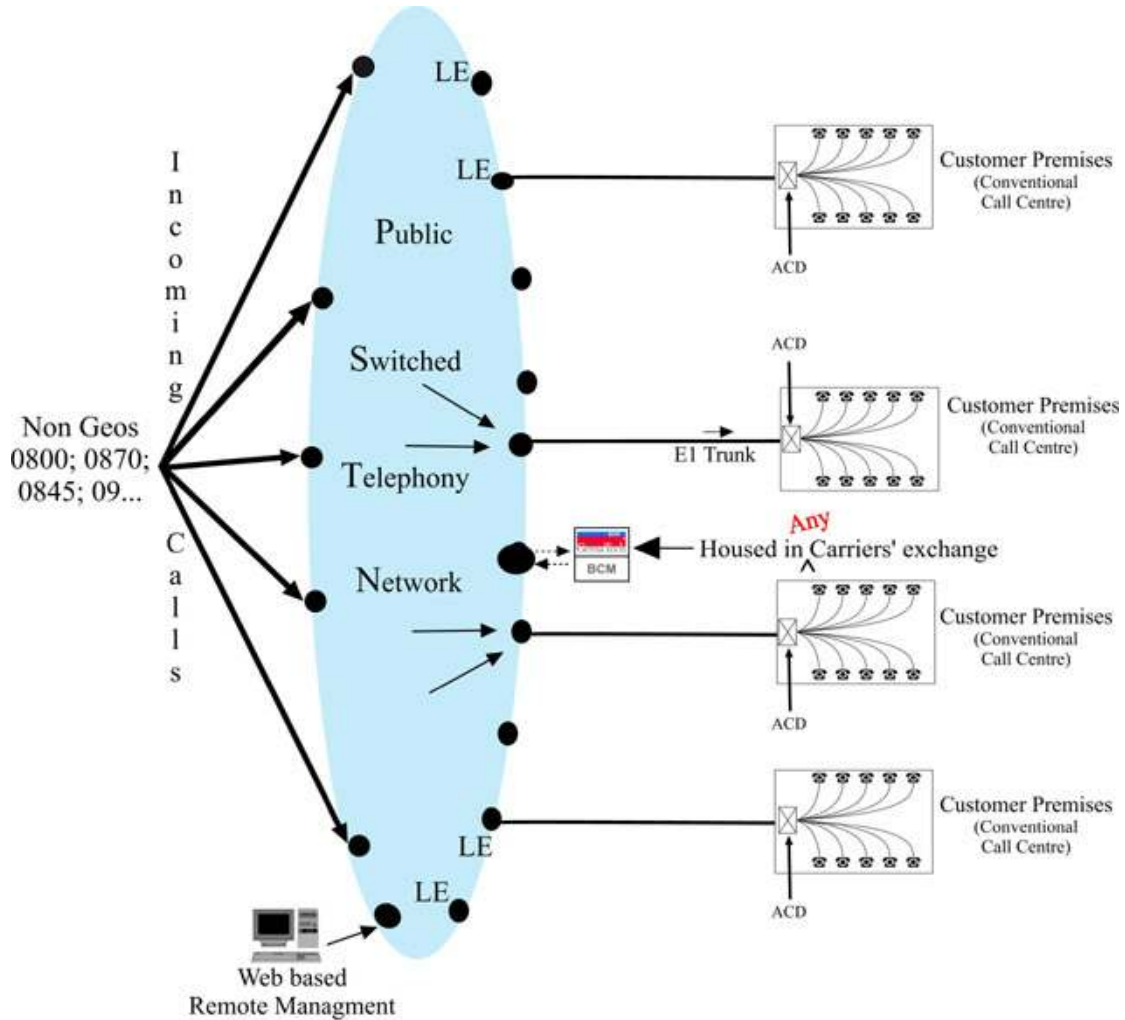 LE
LE
Incoming
Calls
Public
Switched
Telephony
Network
Non Geos
0800; 0870;
0845; 09...
Customer Premises
(Conventional
Call Centre)
ACD
ACD
Customer Premises
(Conventional
Call Centre)
E1 Trunk
Any
Housed in Carriers' exchange
BCM
Customer Premises
(Conventional
Call Centre)
ACD
Customer Premises
(Conventional
Call Centre)
ACD
LE
LE
Web based
Remote Managment